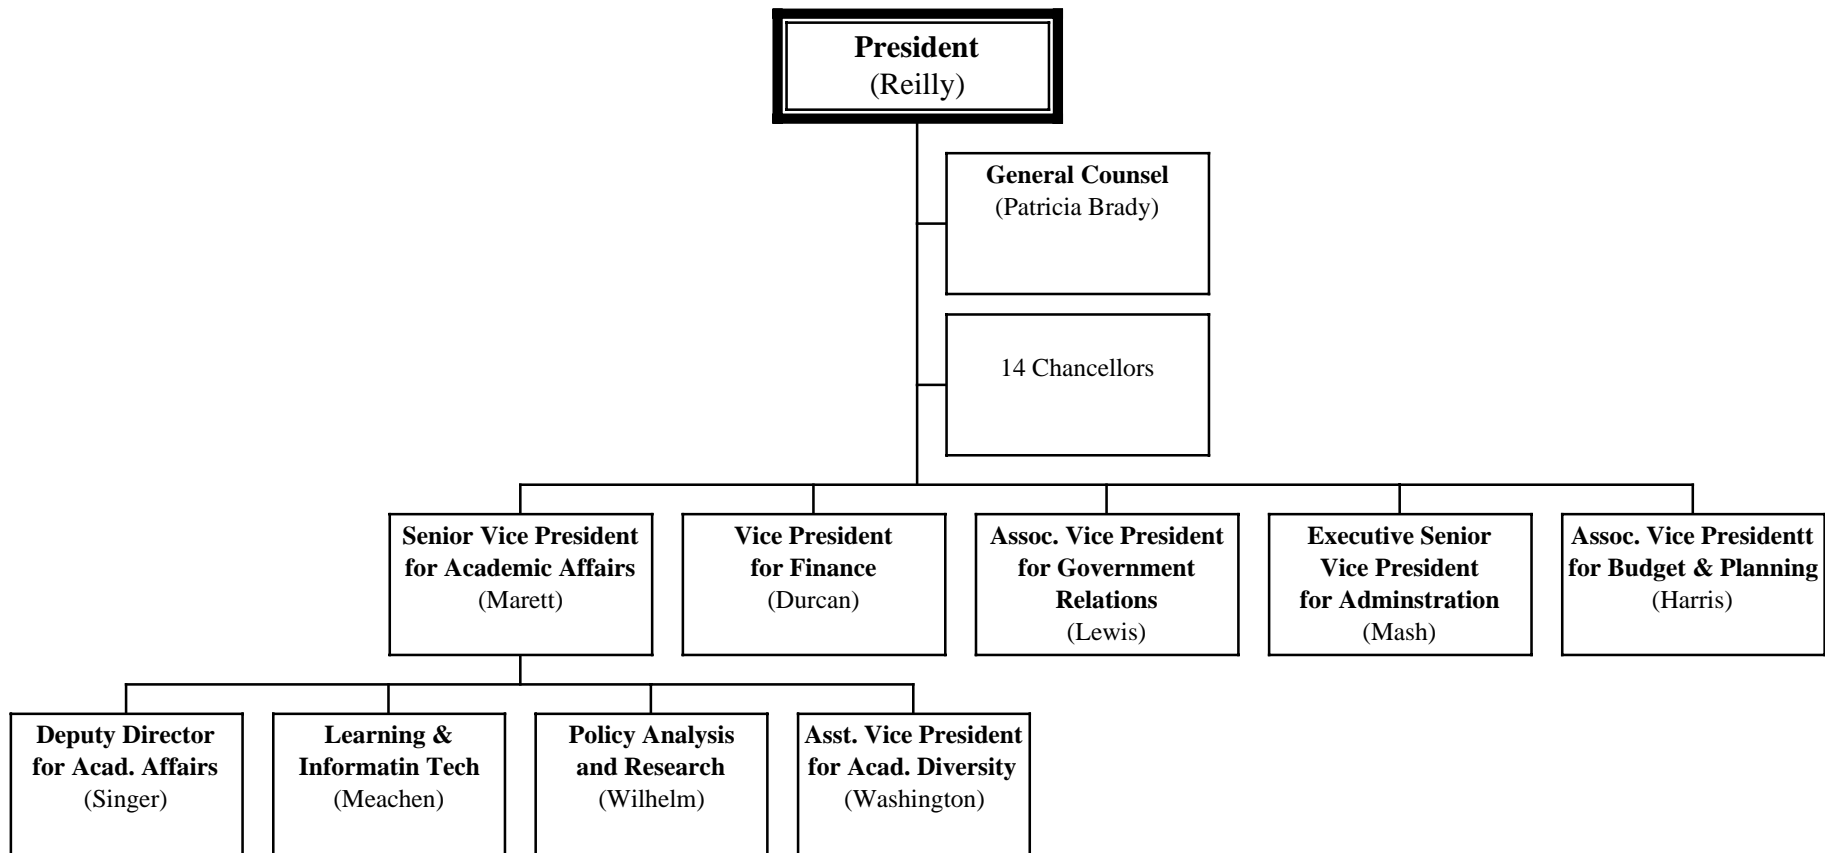 President
(Reilly)
General Counsel
(Patricia Brady)
14 Chancellors
Senior Vice President
for Academic Affairs
(Marett)
Vice President
for Finance
(Durcan)
Assoc. Vice President
for Government
Relations
(Lewis)
Executive Senior
Vice President
for Adminstration
(Mash)
Assoc. Vice Presidentt
for Budget & Planning
(Harris)
Deputy Director
for Acad. Affairs
(Singer)
Learning &
Informatin Tech
(Meachen)
Policy Analysis
and Research
(Wilhelm)
Asst. Vice President
for Acad. Diversity
(Washington)